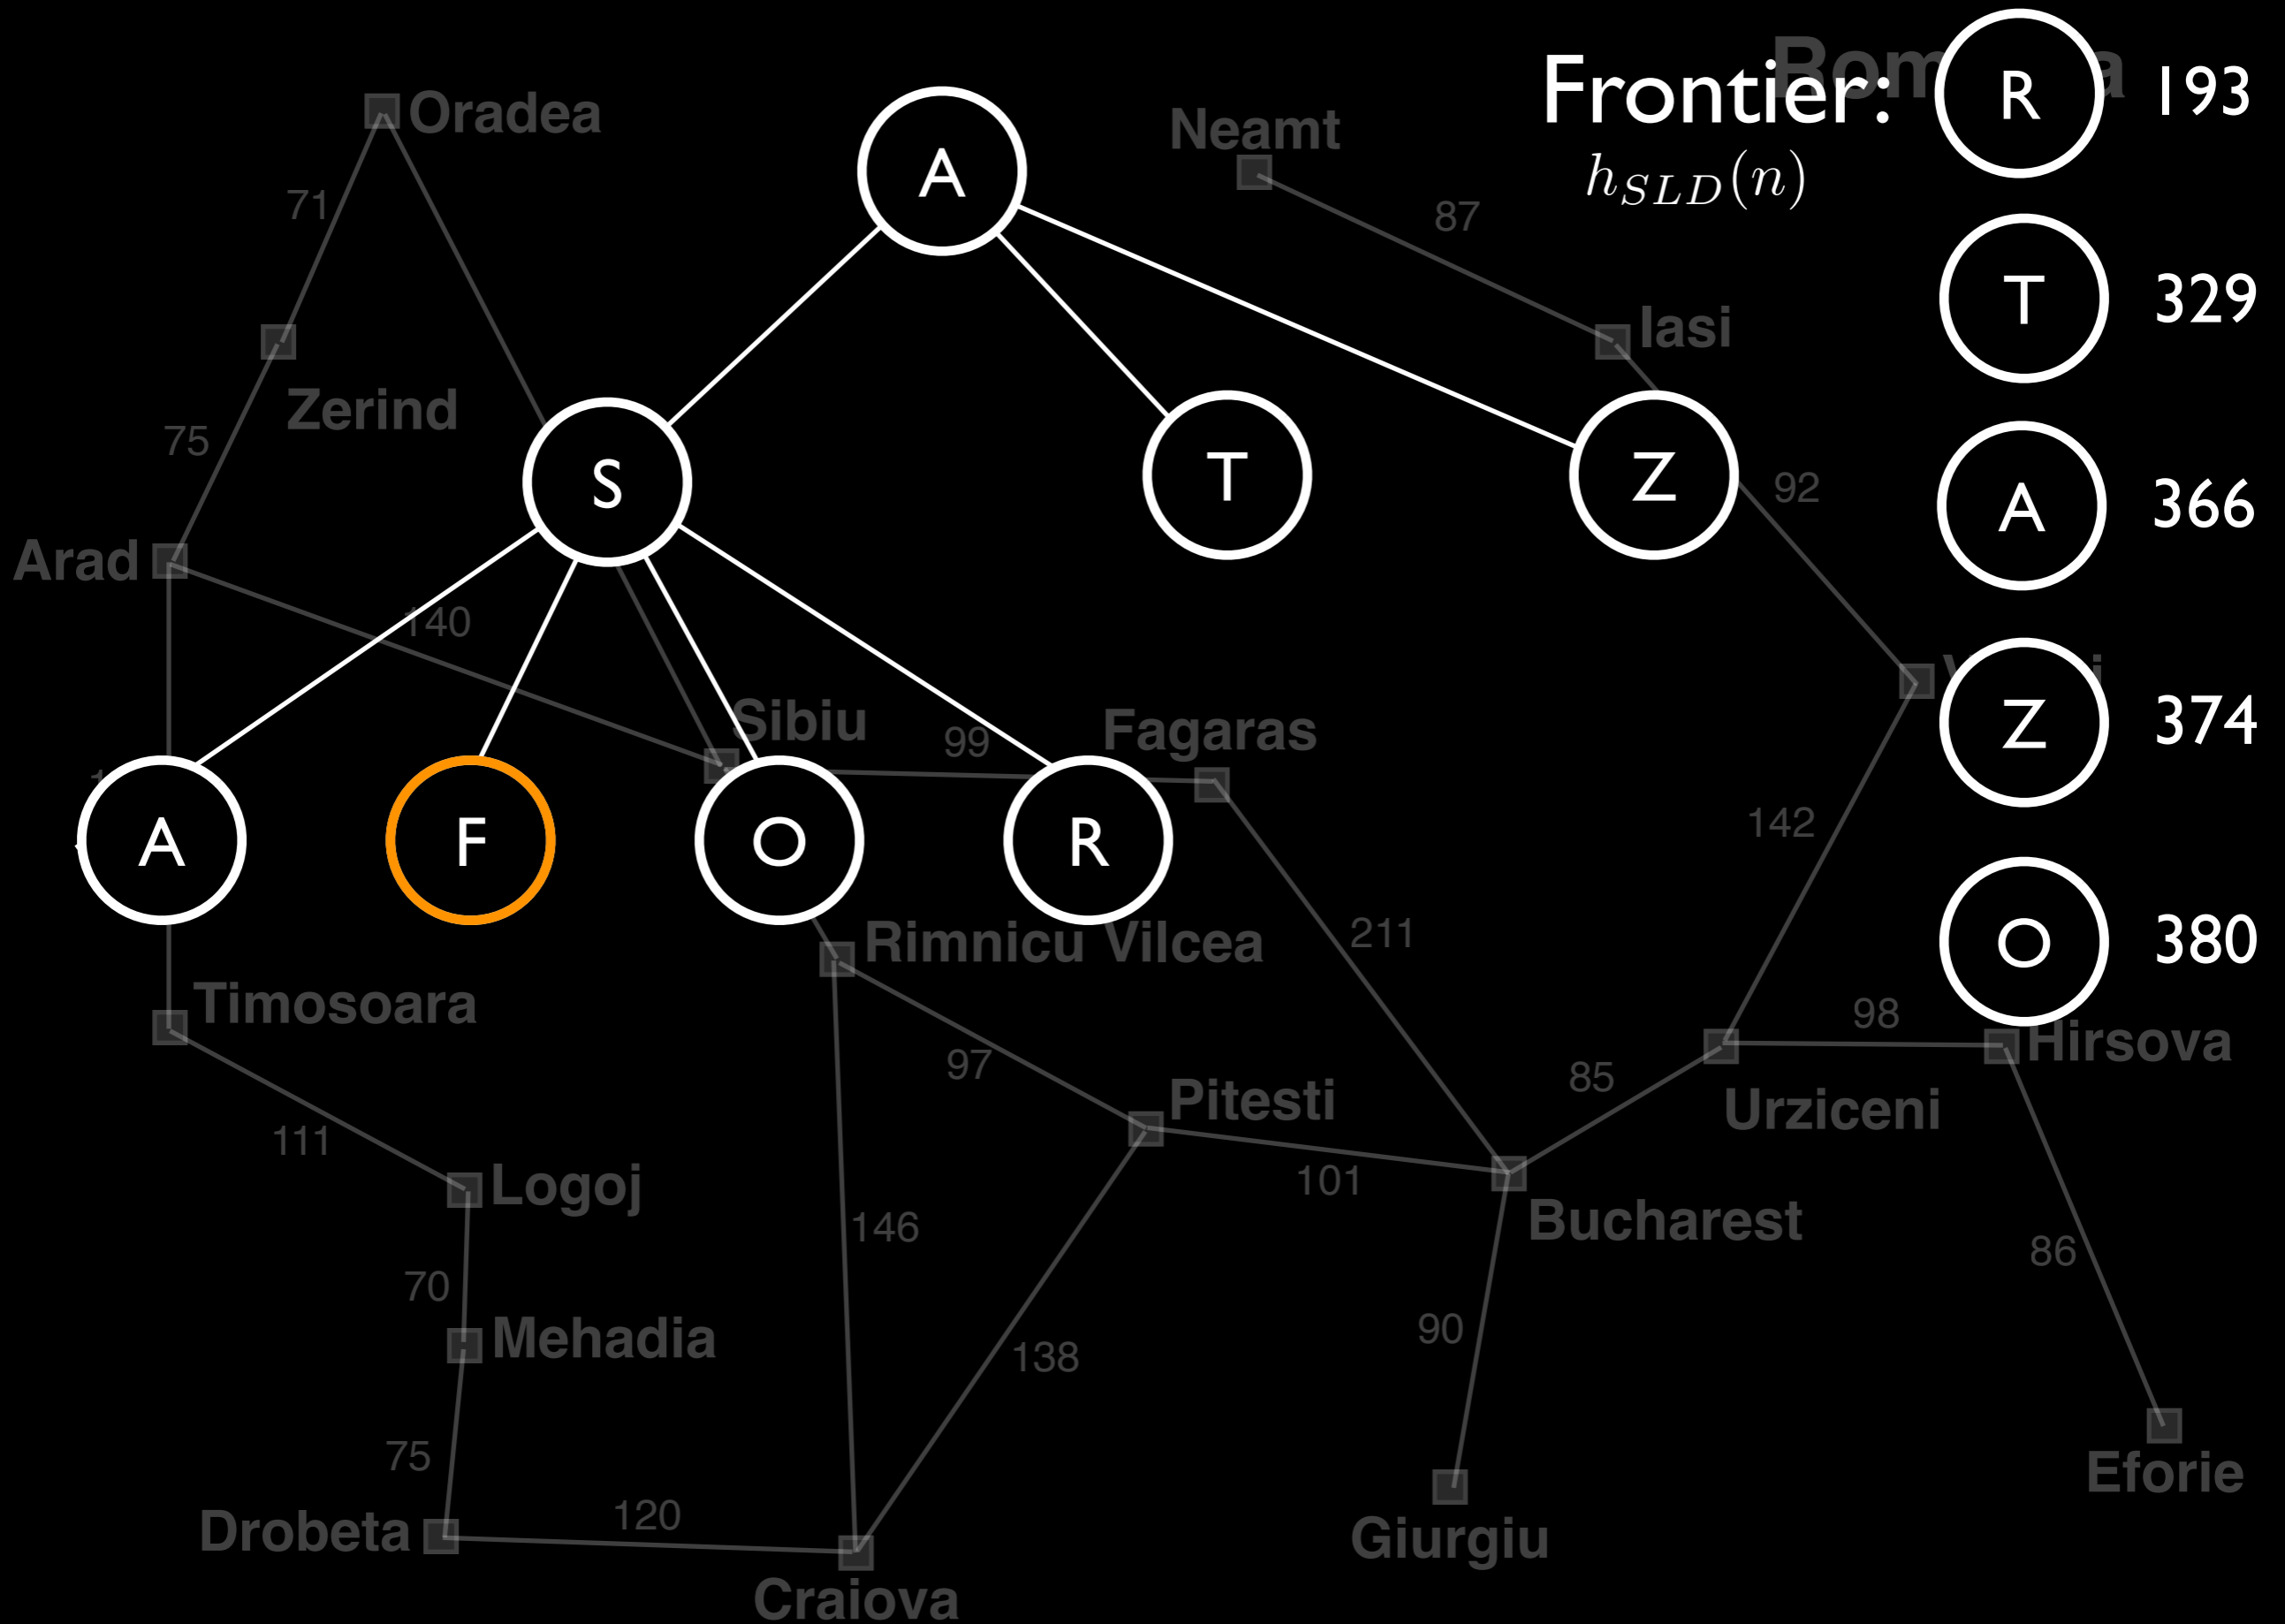 Frontier:
h_{SLD}(n)
R 193
T 329
A 366
Z 374
O 380
A
S
T
Z
A
F
O
R
Oradea
Neamt
71
87
Iasi
Zerind
75
92
Arad
140
Sibiu
99
Fagaras
142
211
Rimnicu Vilcea
Timosoara
98
Hirsova
97
85
Pitesti
Urziceni
111
Logoj
101
Bucharest
146
70
86
Mehadia
90
138
75
Eforie
120
Drobeta
Giurgiu
Craiova